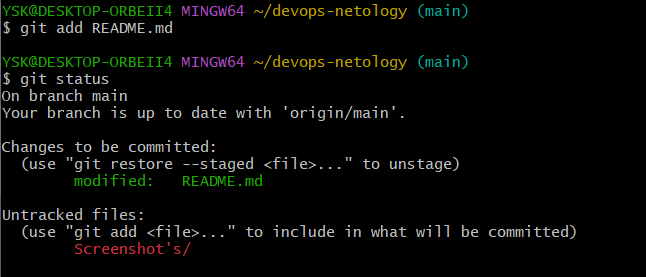 YSK@DESKTOP-ORBEII4 MINGW64 ~/devops-netology (main)
$ git add README.md
YSK@DESKTOP-ORBEII4 MINGW64 ~/devops-netology (main)
$ git status
On branch main
Your branch is up to date with 'origin/main'.
Changes to be committed:
  (use "git restore --staged <file>..." to unstage)
        modified:   README.md
Untracked files:
  (use "git add <file>..." to include in what will be committed)
        Screenshot's/